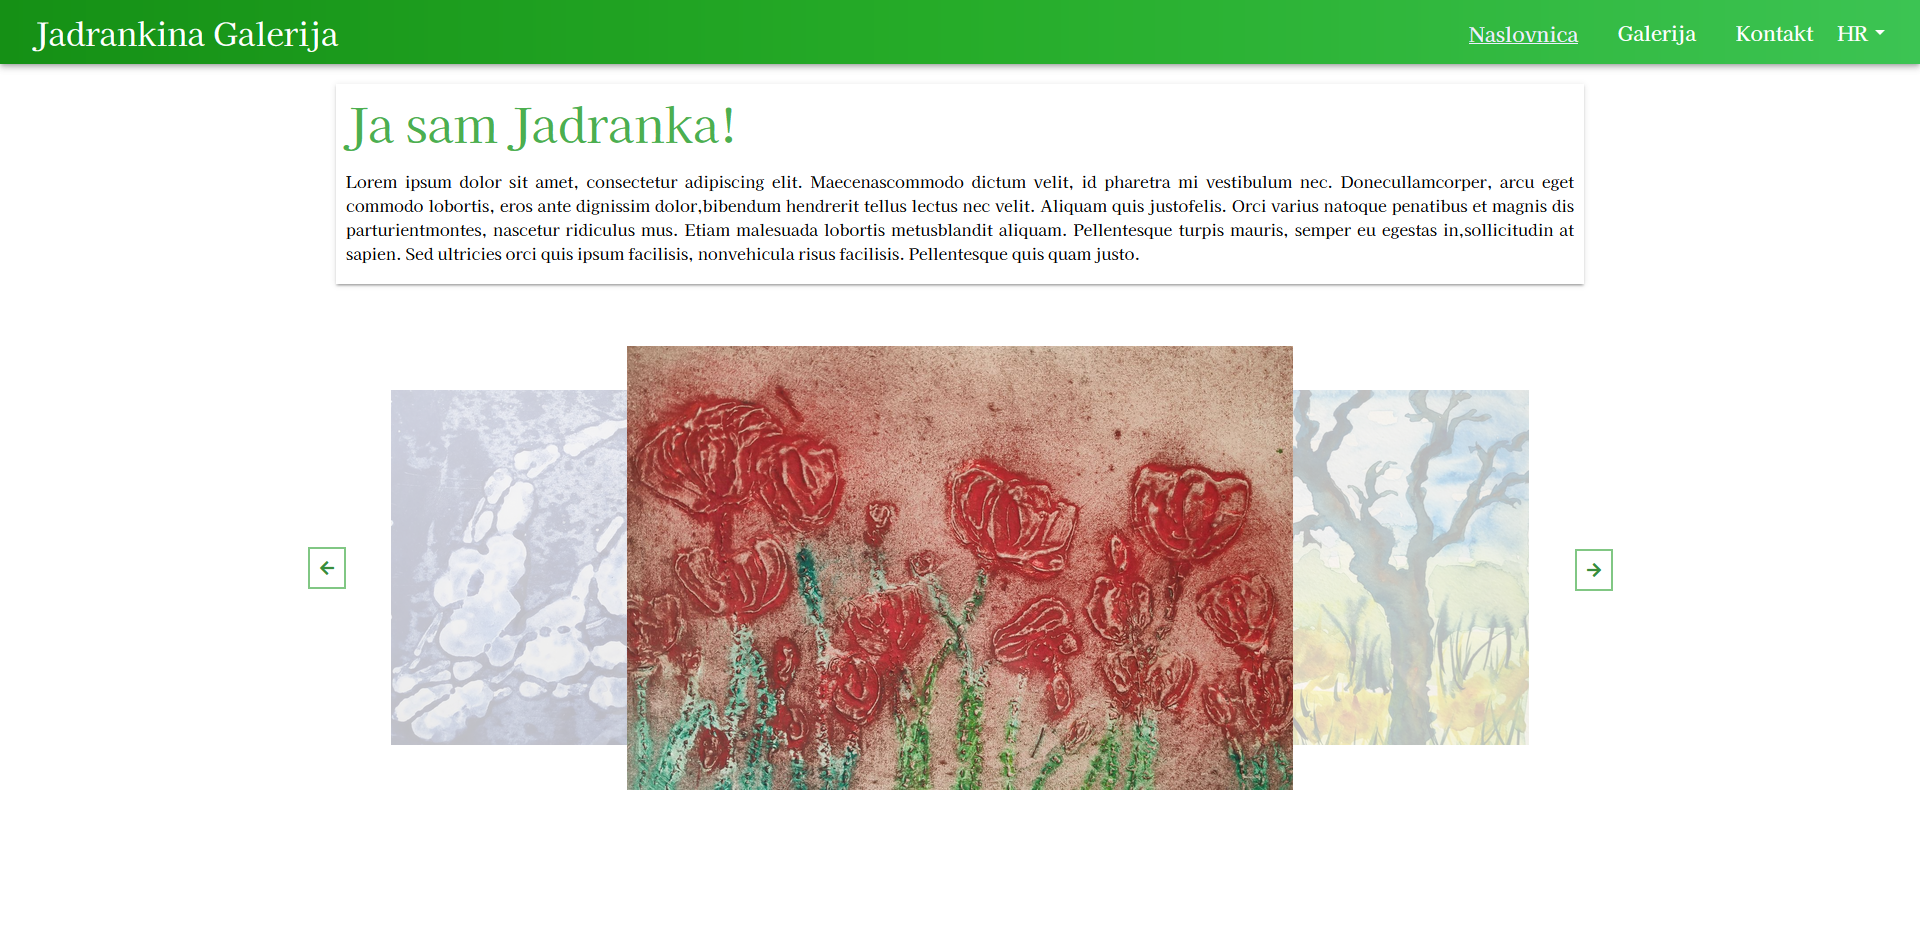 Jadrankina Galerija
Naslovnica Galerija Kontakt HR
Ja sam Jadranka!
Lorem ipsum dolor sit amet, consectetur adipiscing elit. Maecenascommodo dictum velit, id pharetra mi vestibulum nec. Donecullamcorper, arcu eget
commodo lobortis, eros ante dignissim dolor,bibendum hendrerit tellus lectus nec velit. Aliquam quis justofelis. Orci varius natoque penatibus et magnis dis
parturientmontes, nascetur ridiculus mus. Etiam malesuada lobortis metusblandit aliquam. Pellentesque turpis mauris, semper eu egestas in,sollicitudin at
sapien. Sed ultricies orci quis ipsum facilisis, nonvehicula risus facilisis. Pellentesque quis quam justo.